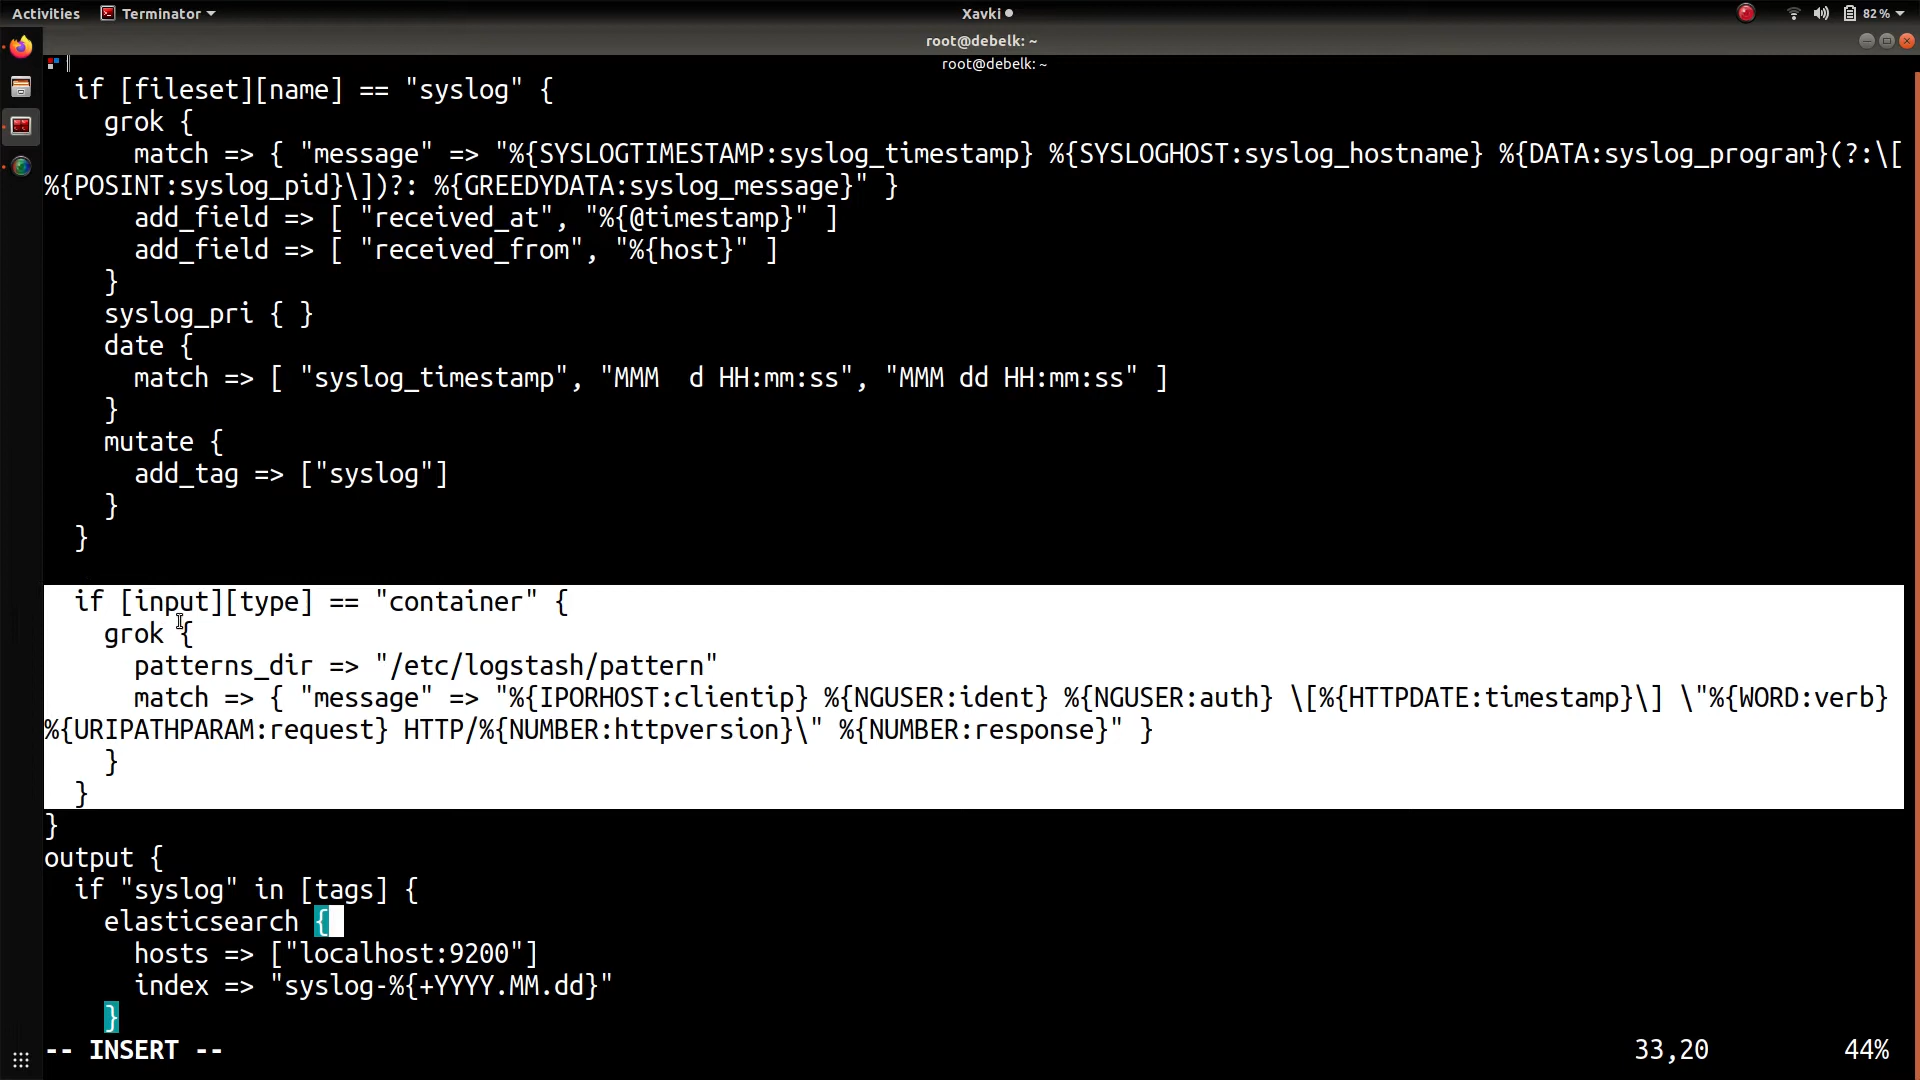 Activities Terminator Xavki 82%
root@debelk: ~
root@debelk: ~
  if [fileset][name] == "syslog" {
    grok {
      match => { "message" => "%{SYSLOGTIMESTAMP:syslog_timestamp} %{SYSLOGHOST:syslog_hostname} %{DATA:syslog_program}(?:\[
%{POSINT:syslog_pid}\])?: %{GREEDYDATA:syslog_message}" }
      add_field => [ "received_at", "%{@timestamp}" ]
      add_field => [ "received_from", "%{host}" ]
    }
    syslog_pri { }
    date {
      match => [ "syslog_timestamp", "MMM  d HH:mm:ss", "MMM dd HH:mm:ss" ]
    }
    mutate {
      add_tag => ["syslog"]
    }
  }
  if [input][type] == "container" {
    grok {
      patterns_dir => "/etc/logstash/pattern"
      match => { "message" => "%{IPORHOST:clientip} %{NGUSER:ident} %{NGUSER:auth} \[%{HTTPDATE:timestamp}\] \"%{WORD:verb}
%{URIPATHPARAM:request} HTTP/%{NUMBER:httpversion}\" %{NUMBER:response}" }
    }
  }
}
output {
  if "syslog" in [tags] {
    elasticsearch {
      hosts => ["localhost:9200"]
      index => "syslog-%{+YYYY.MM.dd}"
    }
-- INSERT -- 33,20 44%